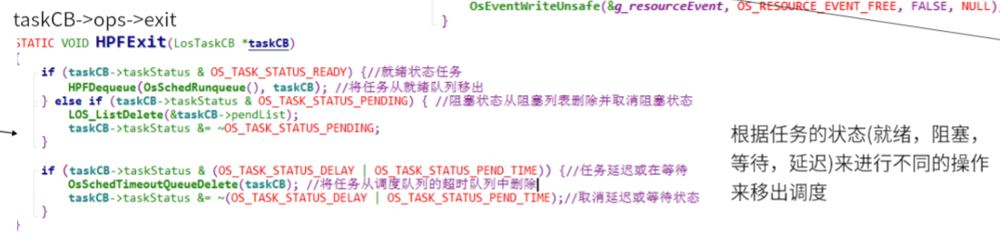 OsEventWriteUnsafe(&g_resourceEvent, OS_RESOURCE_EVENT_FREE, FALSE, NULL)
}
taskCB->ops->exit
STATIC VOID HPFExit(LosTaskCB *taskCB)
{
if (taskCB->taskStatus & OS_TASK_STATUS_READY) {//就绪状态任务
HPFDequeue(OsSchedRunqueue(), taskCB); //将任务从就绪队列移出
} else if (taskCB->taskStatus & OS_TASK_STATUS_PENDING) { //阻塞状态从阻塞列表删除并取消阻塞状态
LOS_ListDelete(&taskCB->pendList);
taskCB->taskStatus &= ~OS_TASK_STATUS_PENDING;
}
if (taskCB->taskStatus & (OS_TASK_STATUS_DELAY | OS_TASK_STATUS_PEND_TIME)) {//任务延迟或在等待
OsSchedTimeoutQueueDelete(taskCB); //将任务从调度队列的超时队列中删除
taskCB->taskStatus &= ~(OS_TASK_STATUS_DELAY | OS_TASK_STATUS_PEND_TIME);//取消延迟或等待状态
}
}
根据任务的状态(就绪，阻塞，
等待，延迟)来进行不同的操作
来移出调度